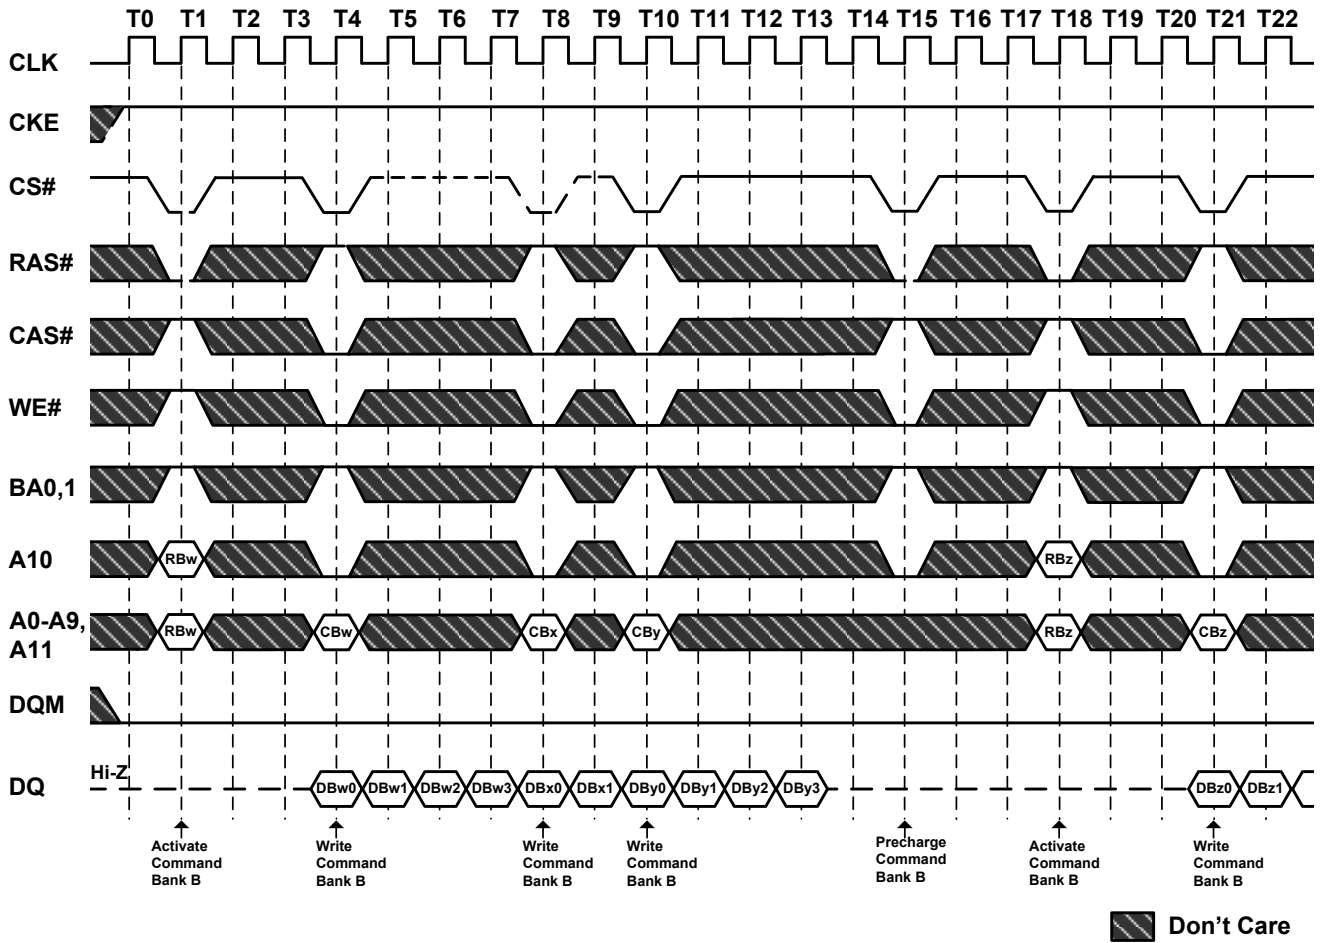 T0 T1 T2 T3 T4 T5 T6 T7 T8 T9 T10 T11 T12 T13 T14 T15 T16 T17 T18 T19 T20 T21 T22
CLK
CKE
CS#
RAS#
CAS#
WE#
BA0,1
A10 RBw RBz
A0-A9,
A11
RBw CBw CBx CBy RBz CBz
DQM
Hi-Z
DQ DBw0 DBw1 DBw2 DBw3 DBx0 DBx1 DBy0 DBy1 DBy2 DBy3 DBz0 DBz1
Activate
Command
Bank B
Write
Command
Bank B
Write
Command
Bank B
Write
Command
Bank B
Precharge
Command
Bank B
Activate
Command
Bank B
Write
Command
Bank B
Don't Care